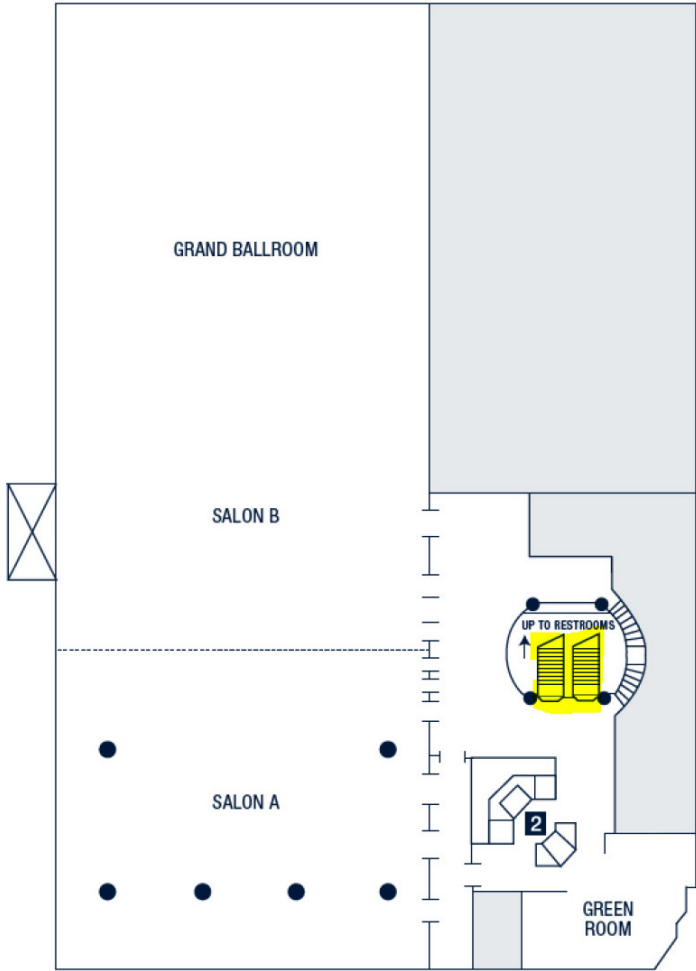 GRAND BALLROOM
SALON B
UP TO RESTROOMS
SALON A
2
GREEN
ROOM